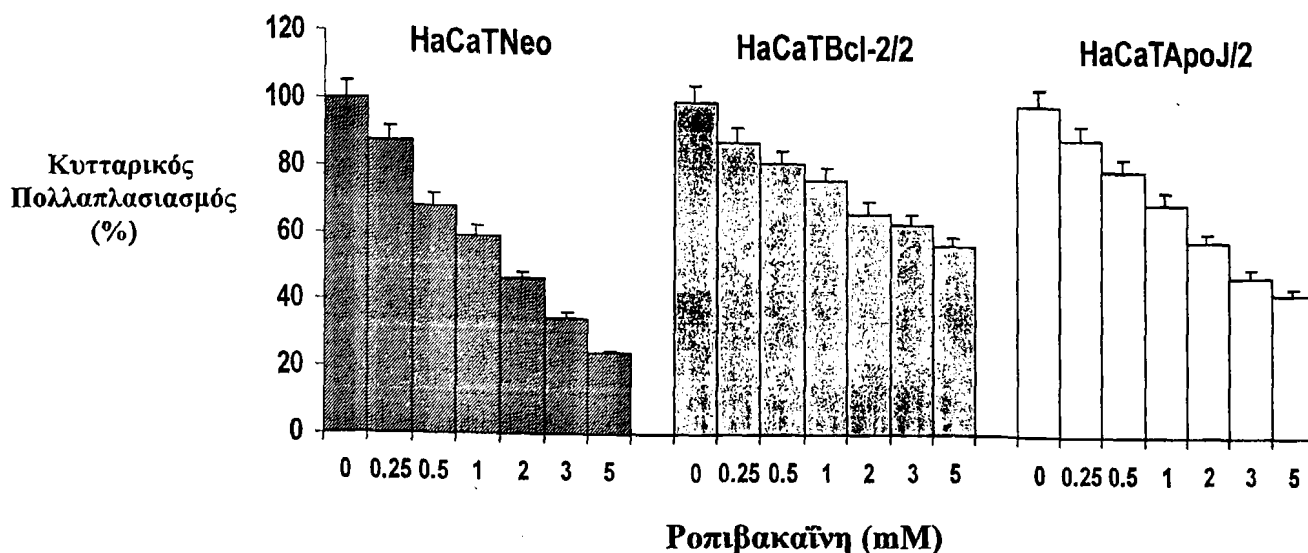 120
100
80
60
40
20
0
Κυτταρικός
Πολλαπλασιασμός
(%)
HaCaTNeo
HaCaTBcl-2/2
HaCaTApoJ/2
0 0.25 0.5 1 2 3 5
0 0.25 0.5 1 2 3 5
0 0.25 0.5 1 2 3 5
Ροπιβακαΐνη (mM)